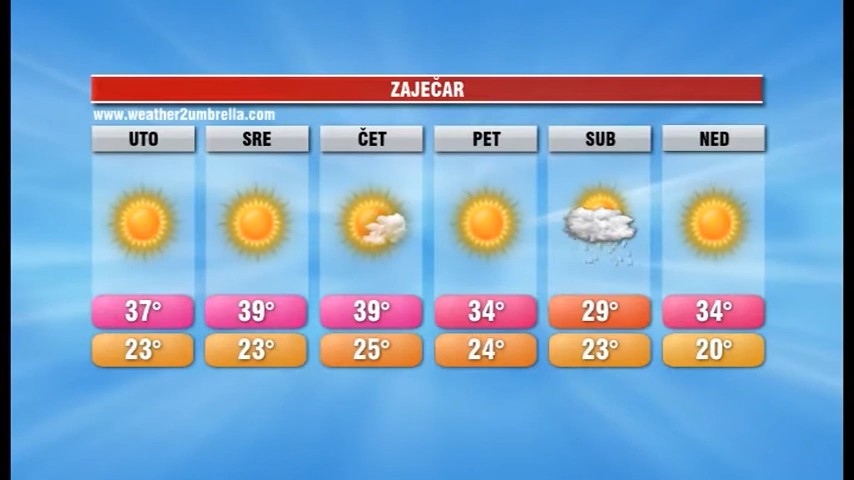 ZAJEČAR
www.weather2umbrella.com
UTO SRE ČET PET SUB NED
37° 39° 39° 34° 29° 34°
23° 23° 25° 24° 23° 20°